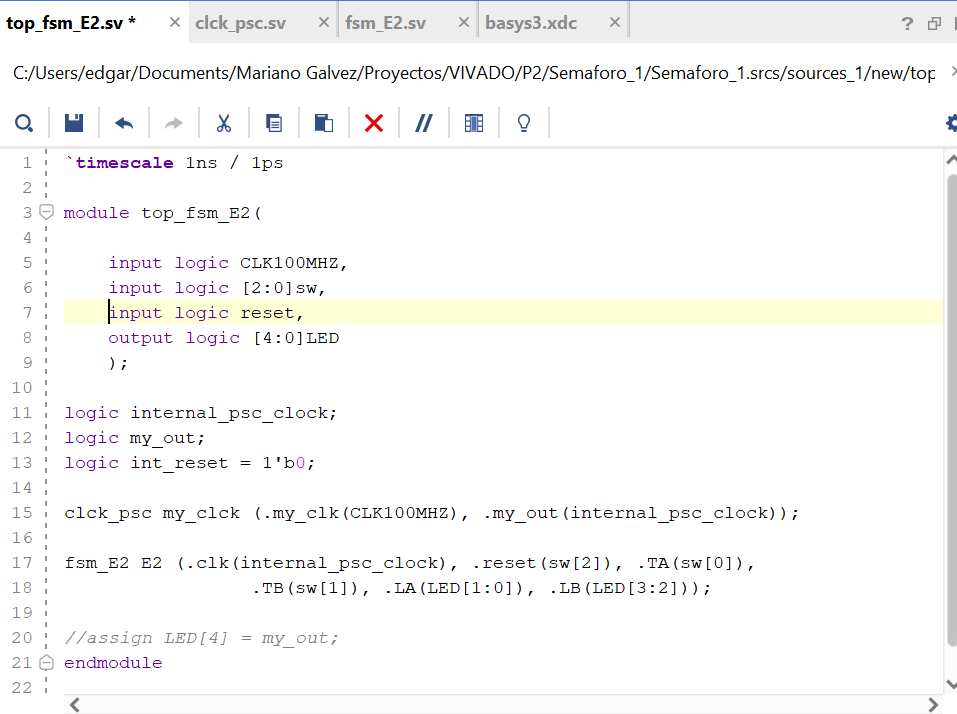 top_fsm_E2.sv * × clck_psc.sv × fsm_E2.sv × basys3.xdc × ?
C:/Users/edgar/Documents/Mariano Galvez/Proyectos/VIVADO/P2/Semaforo_1/Semaforo_1.srcs/sources_1/new/top
1 `timescale 1ns / 1ps
2
3 module top_fsm_E2(
4
5 input logic CLK100MHZ,
6 input logic [2:0]sw,
7 input logic reset,
8 output logic [4:0]LED
9 );
10
11 logic internal_psc_clock;
12 logic my_out;
13 logic int_reset = 1'b0;
14
15 clck_psc my_clck (.my_clk(CLK100MHZ), .my_out(internal_psc_clock));
16
17 fsm_E2 E2 (.clk(internal_psc_clock), .reset(sw[2]), .TA(sw[0]),
18 .TB(sw[1]), .LA(LED[1:0]), .LB(LED[3:2]));
19
20 //assign LED[4] = my_out;
21 endmodule
22